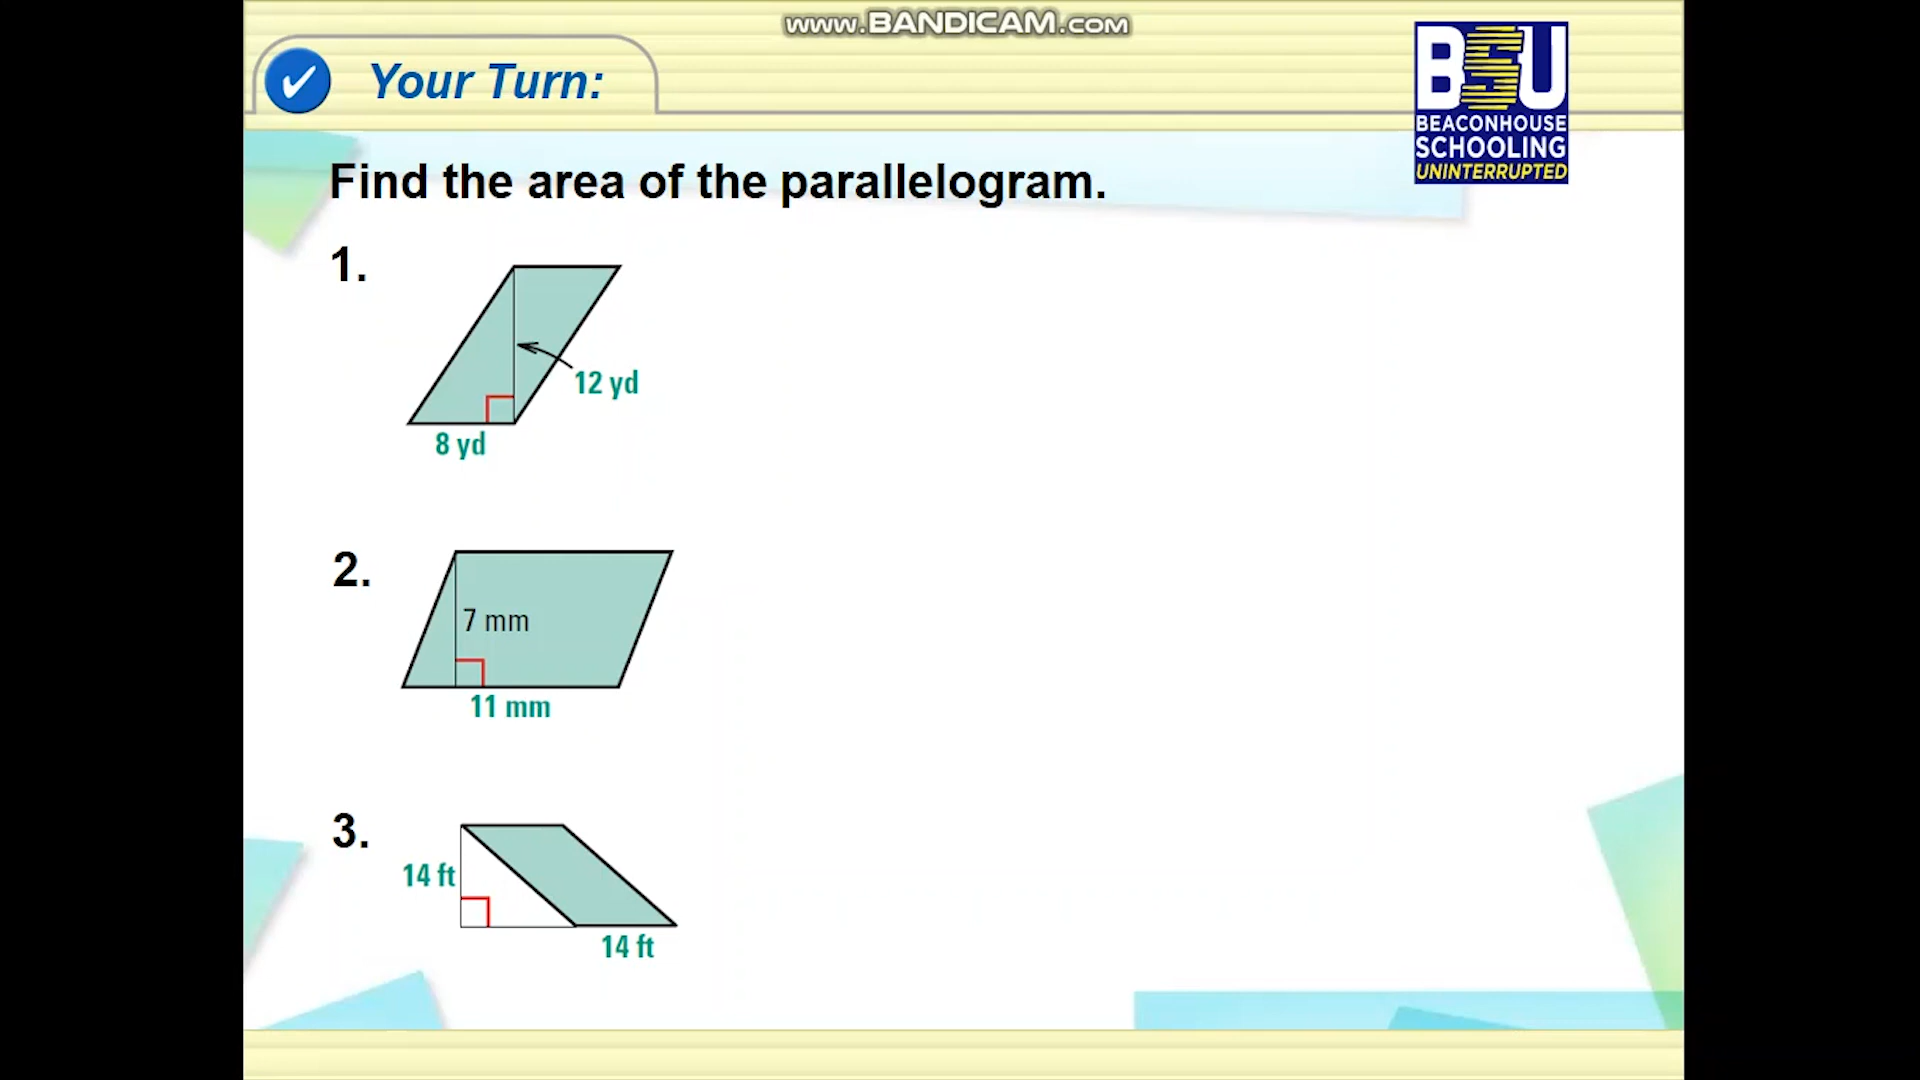 www.BANDICAM.com
Your Turn:
BSU
BEACONHOUSE
SCHOOLING
UNINTERRUPTED
Find the area of the parallelogram.
1.
12 yd
8 yd
2.
7 mm
11 mm
3.
14 ft
14 ft